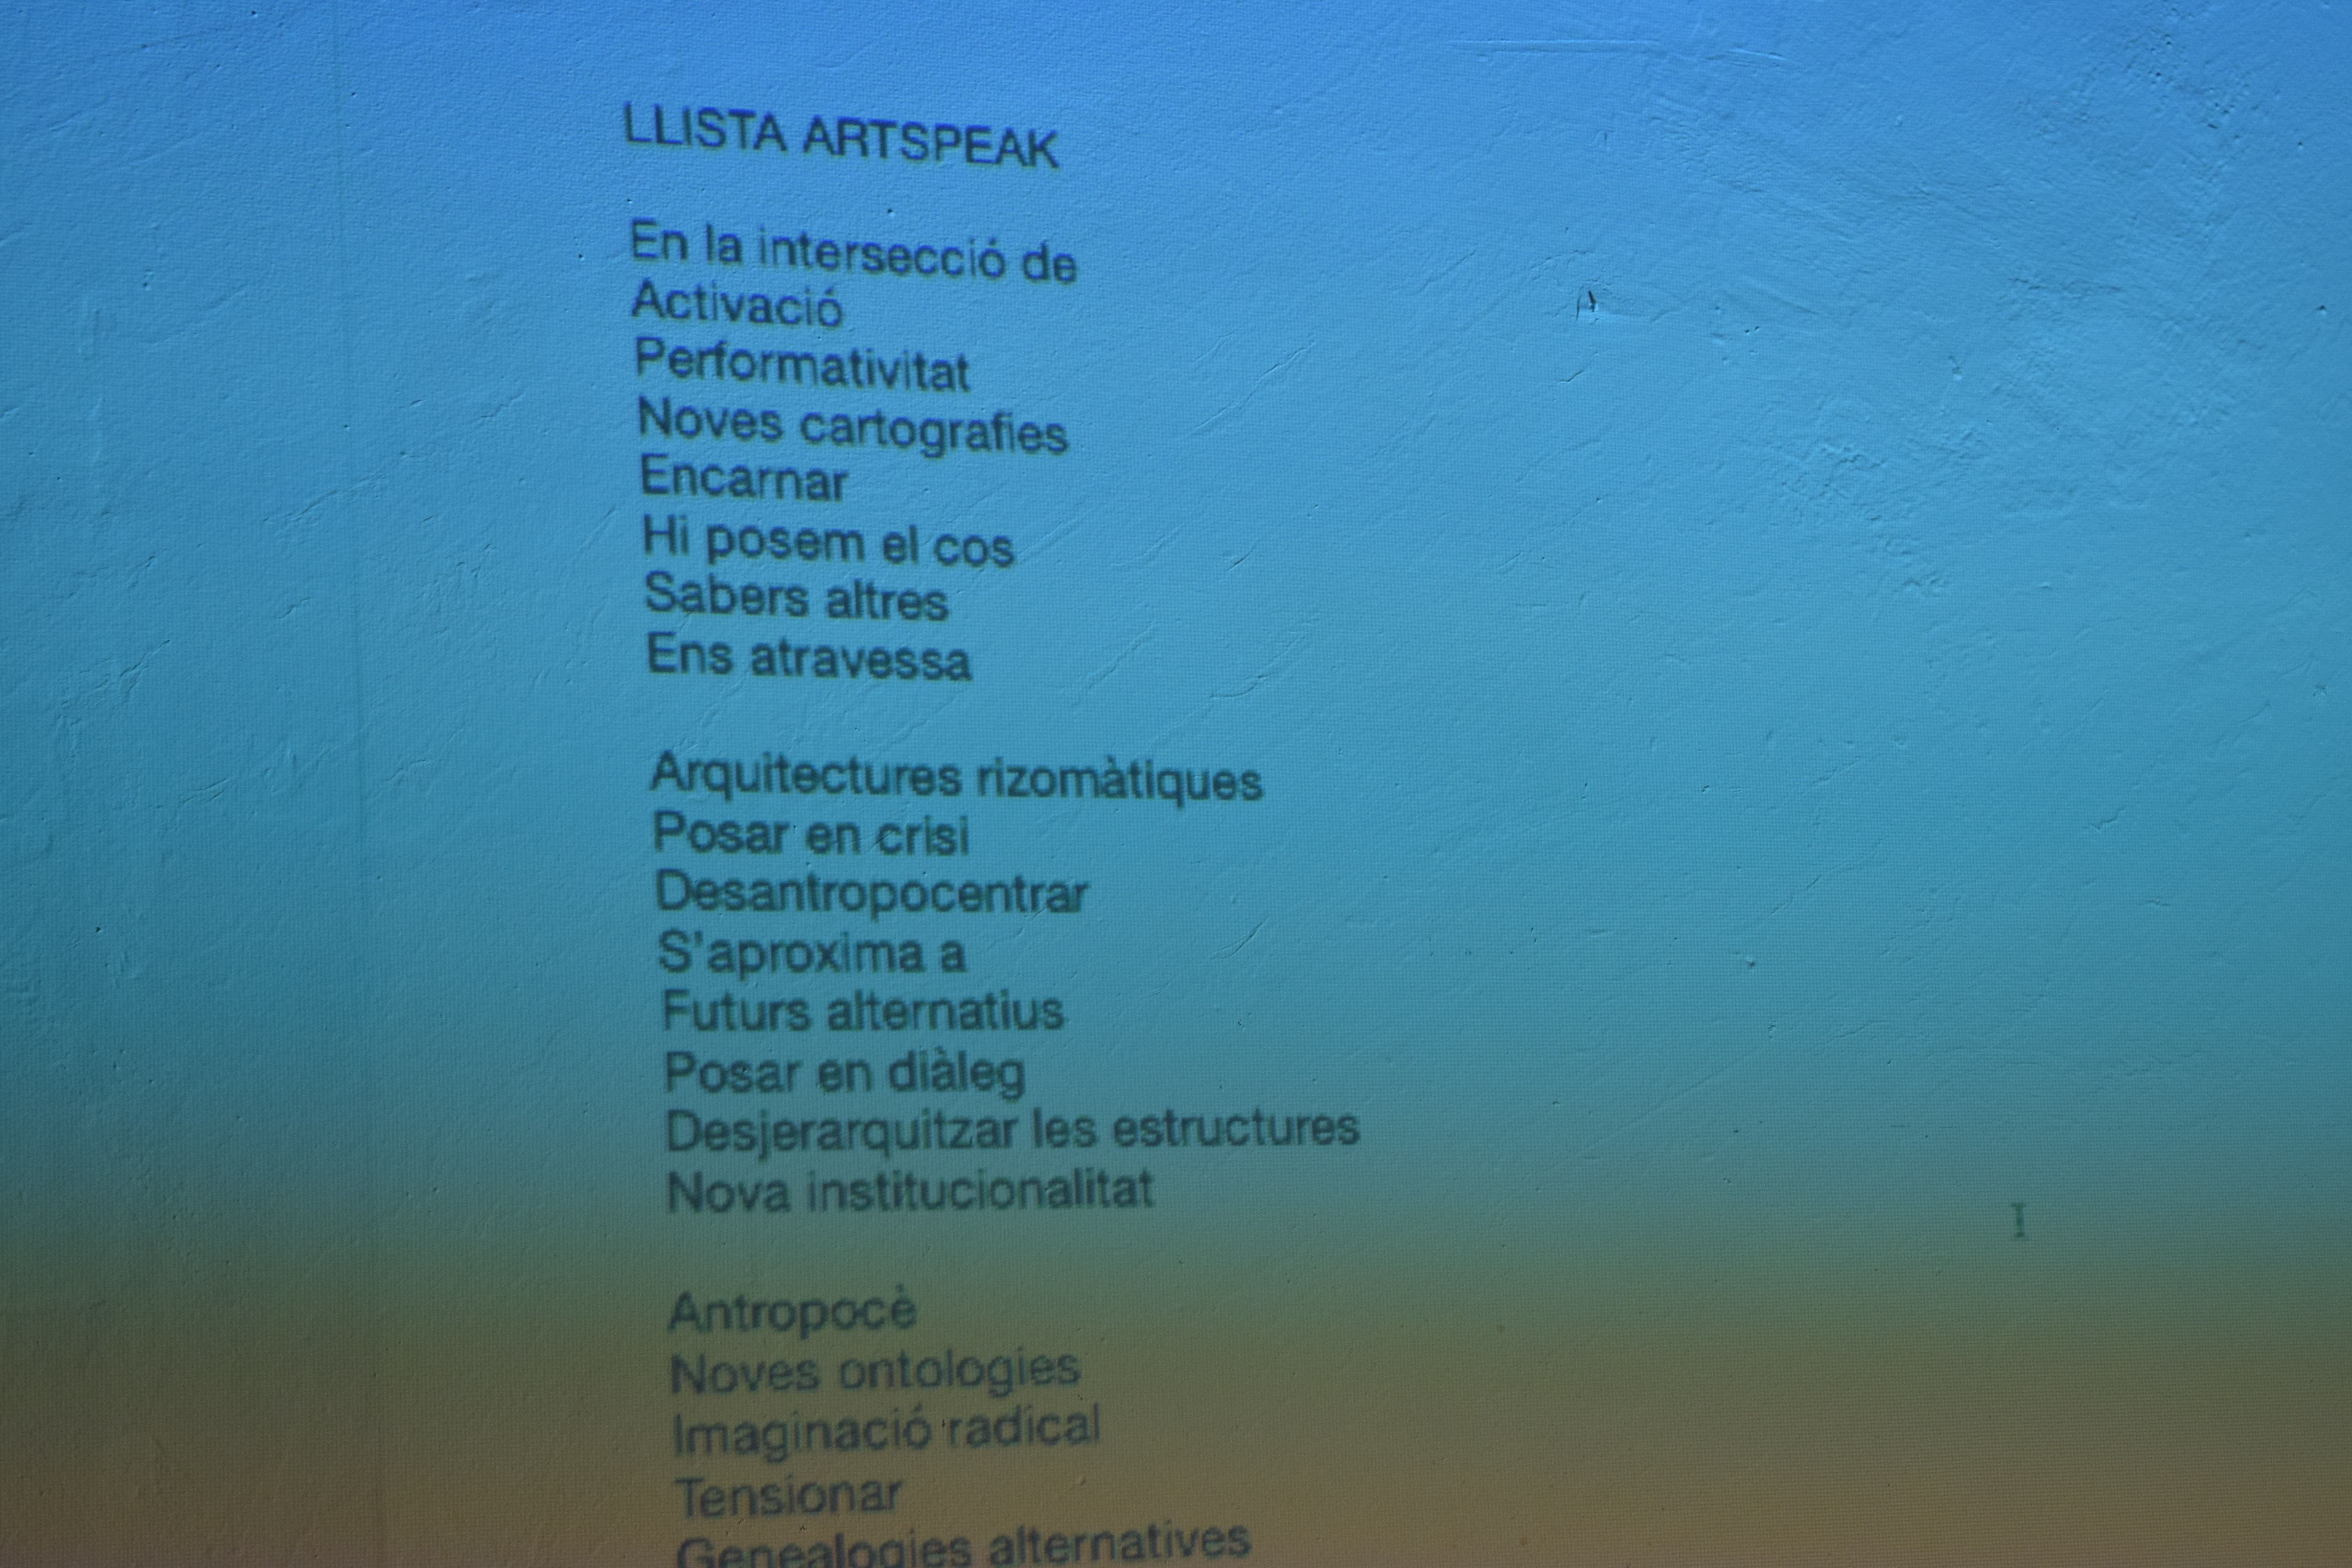 LLISTA ARTSPEAK
En la intersecció de
Activació
Performativitat
Noves cartografies
Encarnar
Hi posem el cos
Sabers altres
Ens atravessa
Arquitectures rizomàtiques
Posar en crisi
Desantropocentrar
S'aproxima a
Futurs alternatius
Posar en diàleg
Desjerarquitzar les estructures
Nova institucionalitat
Antropocè
Noves ontologies
Imaginació radical
Tensionar
Genealogies alternatives